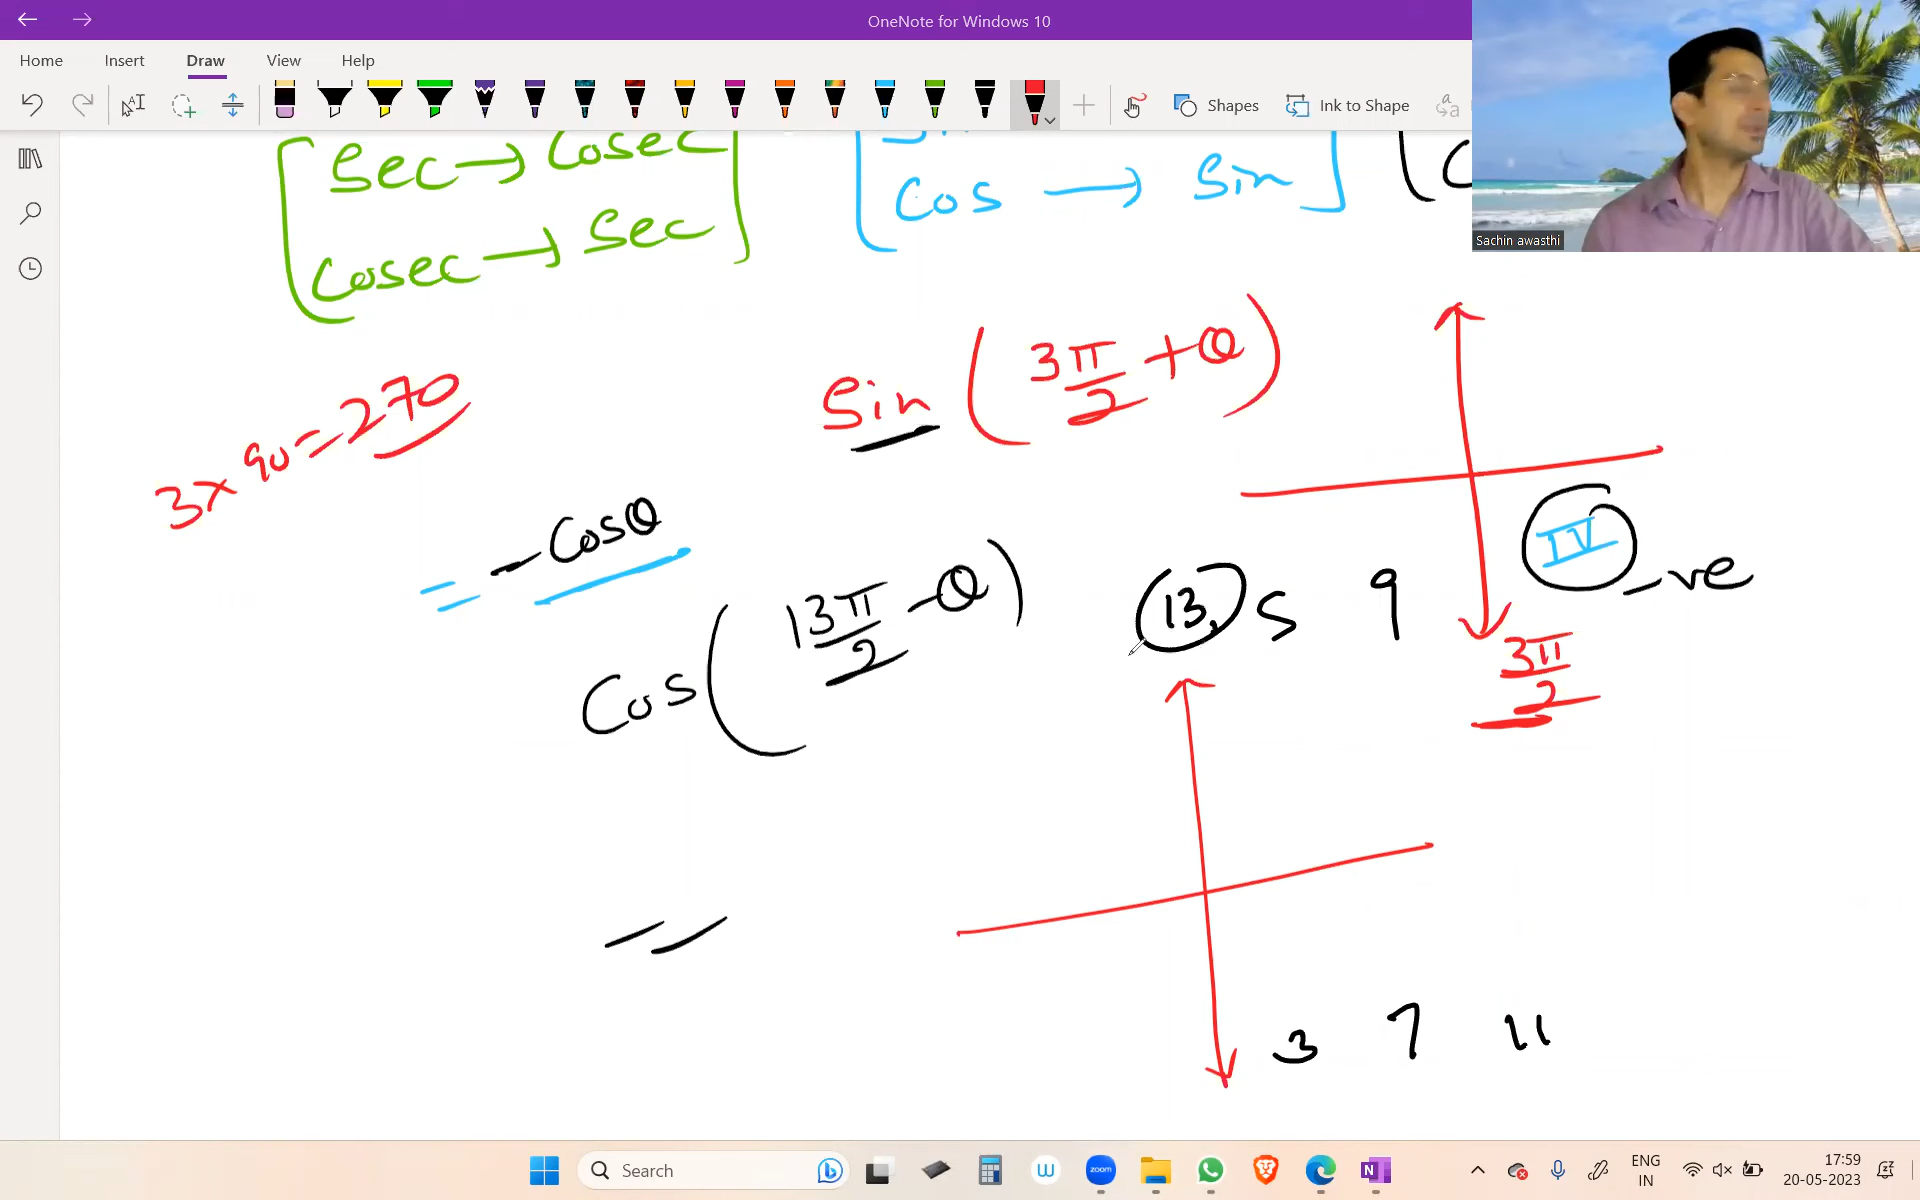 OneNote for Windows 10
Home Insert Draw View Help
Shapes Ink to Shape
Sachin awasthi
Sec → Cosec
Cosec → Sec
Cos → Sin
3 x 90 = 270
Sin (3π/2 + θ)
= - Cosθ
IV
-ve
3π/2
Cos (13π/2 - θ)
13, 5 9
=
3 7 11
Search
zoom
ENG
IN
17:59
20-05-2023